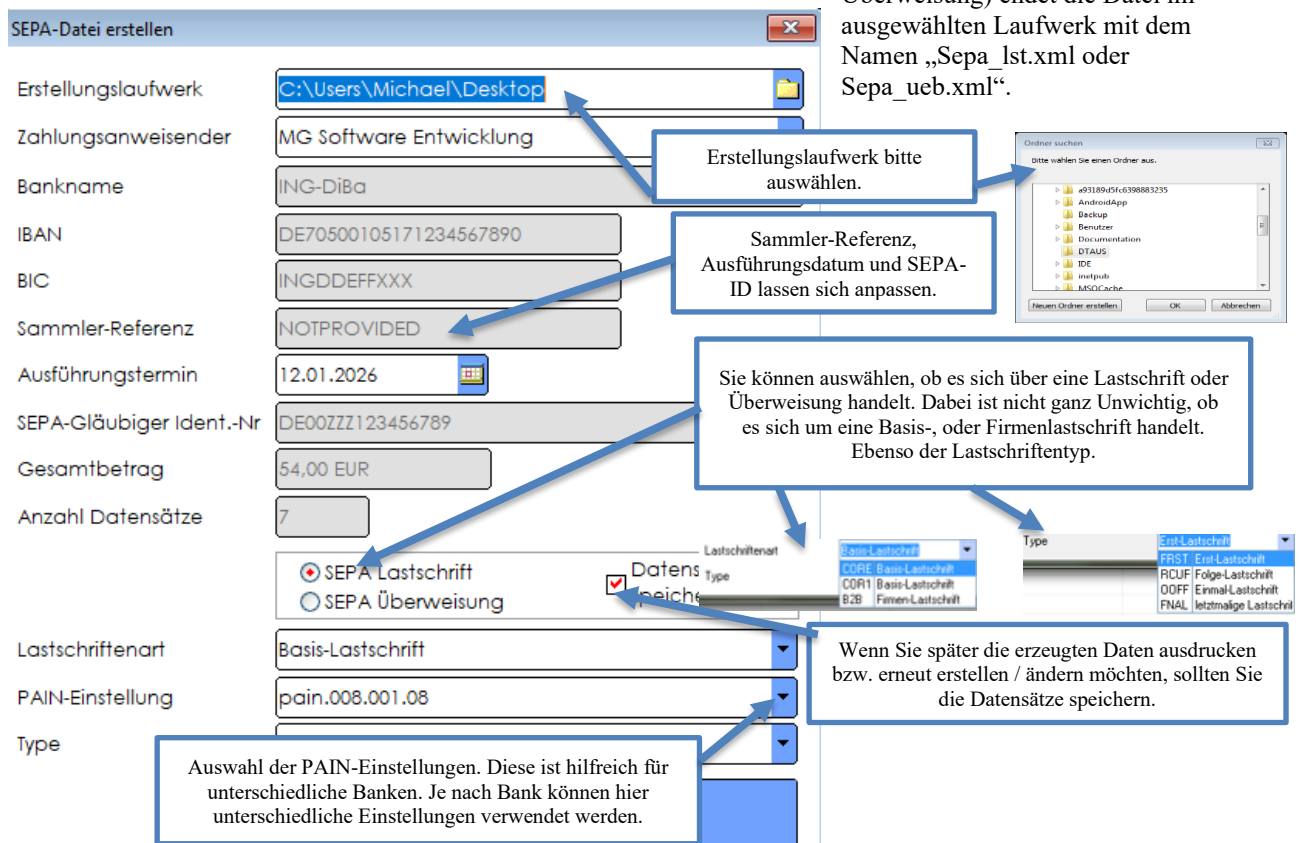 ausgewählten Laufwerk mit dem
Namen „Sepa_lst.xml oder
Sepa_ueb.xml“.
SEPA-Datei erstellen
Erstellungslaufwerk
C:\Users\Michael\Desktop
Zahlungsanweisender
MG Software Entwicklung
Bankname
ING-DiBa
IBAN
DE70500105171234567890
BIC
INGDDEFFXXX
Sammler-Referenz
NOTPROVIDED
Ausführungstermin
12.01.2026
SEPA-Gläubiger Ident.-Nr
DE00ZZZ123456789
Gesamtbetrag
54,00 EUR
Anzahl Datensätze
7
SEPA Lastschrift
SEPA Überweisung
Datens
Lastschriftenart
Basis-Lastschrift
PAIN-Einstellung
pain.008.001.08
Type
Erstellungslaufwerk bitte
auswählen.
Ordner suchen
Bitte wählen Sie einen Ordner aus.
a93189d5fc6398883235
AndroidApp
Backup
Benutzer
Documentation
DTAUS
IDE
inetpub
MSOCache
Neuen Ordner erstellen
OK
Abbrechen
Sammler-Referenz,
Ausführungsdatum und SEPA-
ID lassen sich anpassen.
Sie können auswählen, ob es sich über eine Lastschrift oder
Überweisung handelt. Dabei ist nicht ganz Unwichtig, ob
es sich um eine Basis-, oder Firmenlastschrift handelt.
Ebenso der Lastschriftentyp.
Lastschriftenart
Type
Basis-Lastschrift
CORE Basis-Lastschrift
COR1 Basis-Lastschrift
B2B Firmen-Lastschrift
Type
Erst-Lastschrift
FRST Erst-Lastschrift
RCUF Folge-Lastschrift
OOFF Einmal-Lastschrift
FNAL letztmalige Lastschrif
Wenn Sie später die erzeugten Daten ausdrucken
bzw. erneut erstellen / ändern möchten, sollten Sie
die Datensätze speichern.
Auswahl der PAIN-Einstellungen. Diese ist hilfreich für
unterschiedliche Banken. Je nach Bank können hier
unterschiedliche Einstellungen verwendet werden.